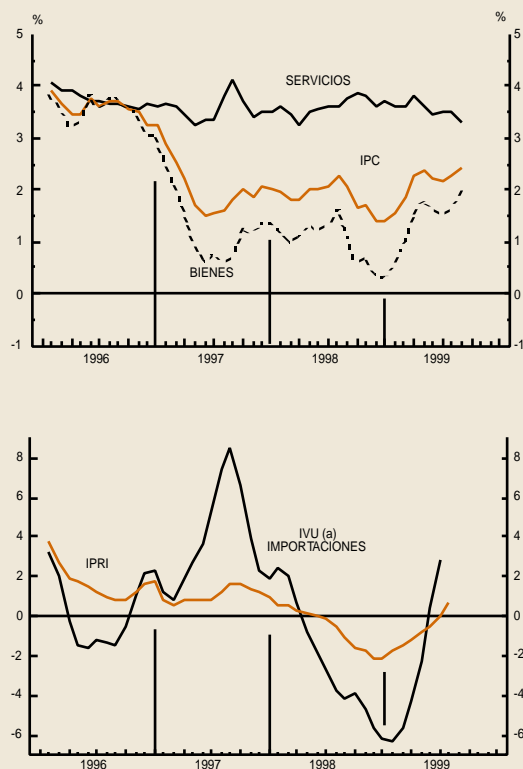 % %
5 5
SERVICIOS
4 4
3 3
IPC
2 2
1 1
BIENES
0 0
-1 -1
1996 1997 1998 1999
8 8
6 6
IVU (a)
IMPORTACIONES
4 4
IPRI
2 2
0 0
-2 -2
-4 -4
-6 -6
1996 1997 1998 1999